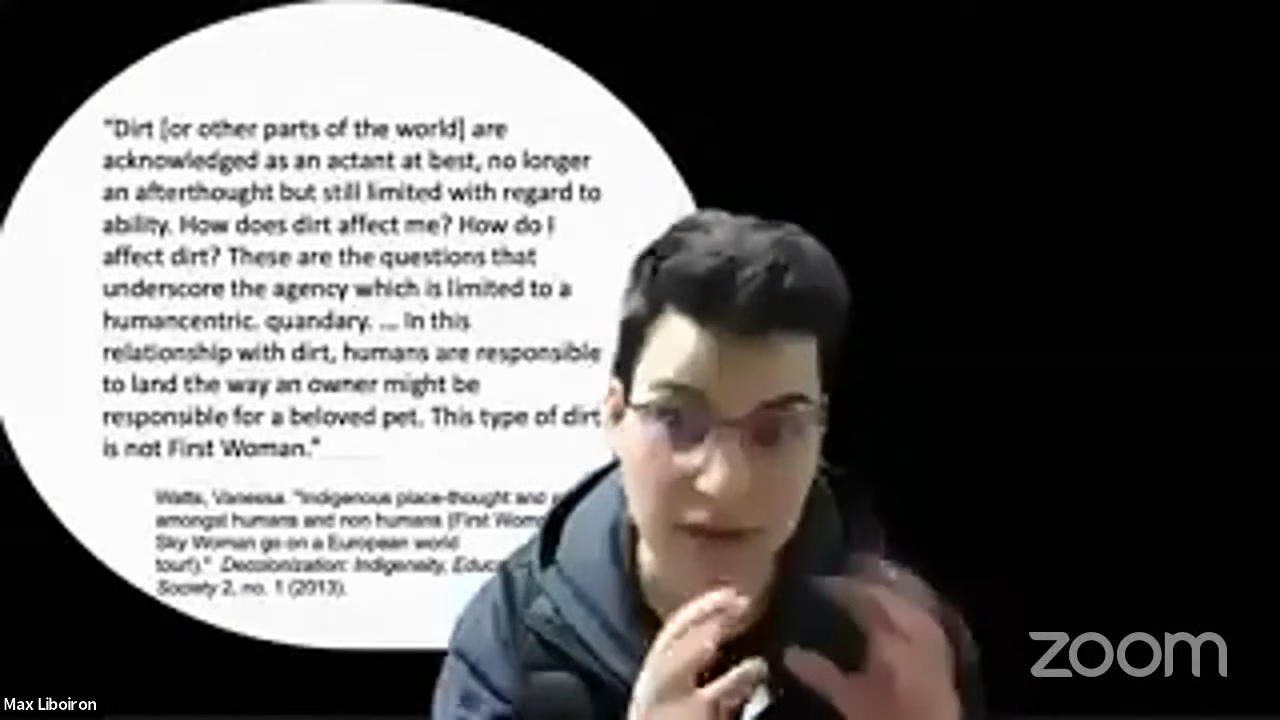 "Dirt [or other parts of the world] are
acknowledged as an actant at best, no longer
an afterthought but still limited with regard to
ability. How does dirt affect me? How do I
affect dirt? These are the questions that
underscore the agency which is limited to a
humancentric. quandary. ... In this
relationship with dirt, humans are responsible
to land the way an owner might be
responsible for a beloved pet. This type of dirt
is not First Woman."
Watts, Vanessa. "Indigenous place-thought and
amongst humans and non humans (First
Sky Woman go on a European world
tour!)." Decolonization: Indigeneity,
Society 2, no. 1 (2013).
zoom
Max Liboiron